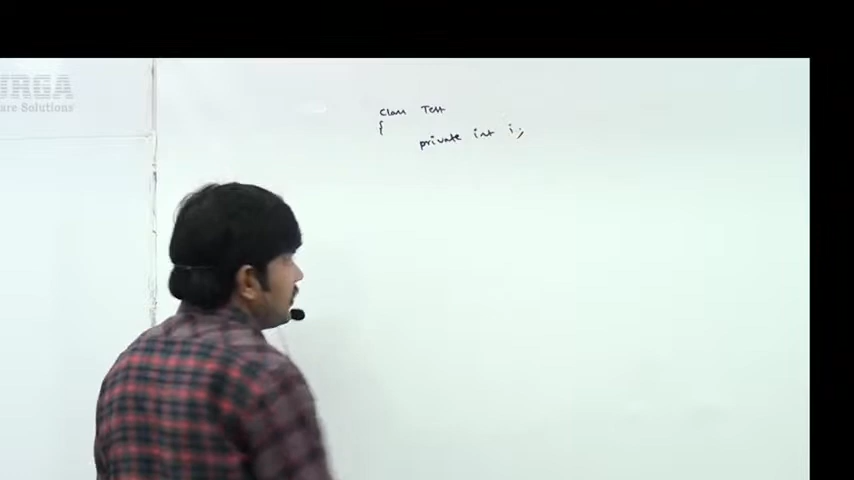 URGA
are Solutions
class Test
{
private int i;